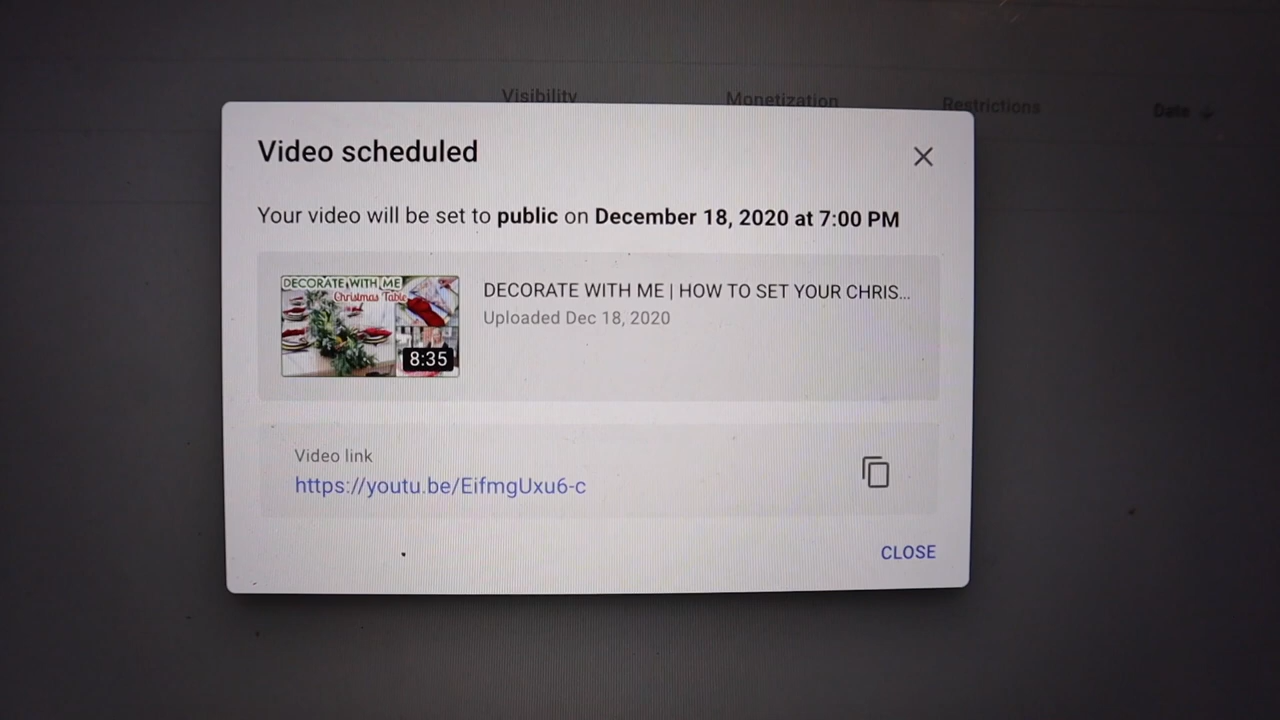 Visibility Monetization Restrictions Date
Video scheduled
Your video will be set to public on December 18, 2020 at 7:00 PM
DECORATE WITH ME
Christmas Table
8:35
DECORATE WITH ME | HOW TO SET YOUR CHRIS...
Uploaded Dec 18, 2020
Video link
https://youtu.be/EifmgUxu6-c
CLOSE